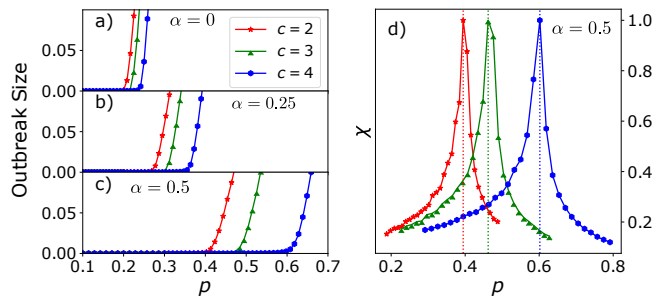 a)
α = 0
c = 2
c = 3
c = 4
0.05
0.00
b)
α = 0.25
0.05
0.00
c)
α = 0.5
0.05
0.00
0.1 0.2 0.3 0.4 0.5 0.6 0.7
p
Outbreak Size
d)
α = 0.5
1.0
0.8
0.6
0.4
0.2
χ
0.2 0.4 0.6 0.8
p